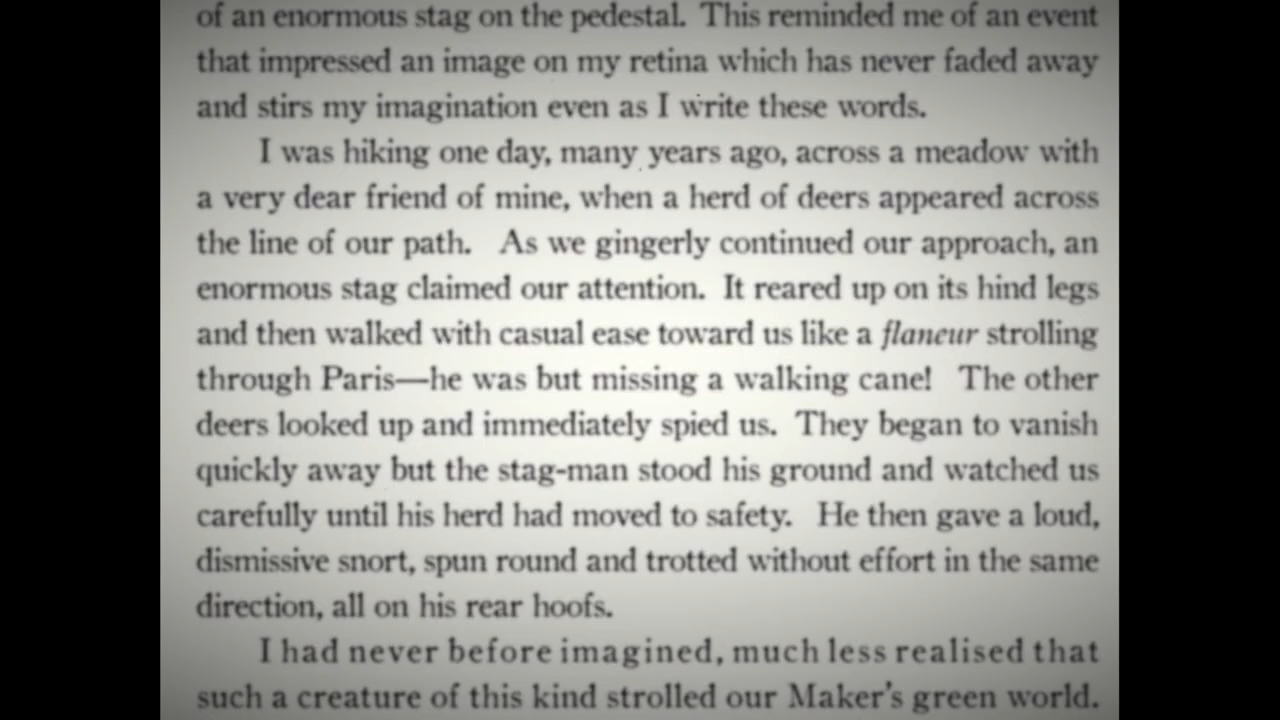 of an enormous stag on the pedestal. This reminded me of an event
that impressed an image on my retina which has never faded away
and stirs my imagination even as I write these words.
I was hiking one day, many years ago, across a meadow with
a very dear friend of mine, when a herd of deers appeared across
the line of our path. As we gingerly continued our approach, an
enormous stag claimed our attention. It reared up on its hind legs
and then walked with casual ease toward us like a flaneur strolling
through Paris—he was but missing a walking cane! The other
deers looked up and immediately spied us. They began to vanish
quickly away but the stag-man stood his ground and watched us
carefully until his herd had moved to safety. He then gave a loud,
dismissive snort, spun round and trotted without effort in the same
direction, all on his rear hoofs.
I had never before imagined, much less realised that
such a creature of this kind strolled our Maker's green world.